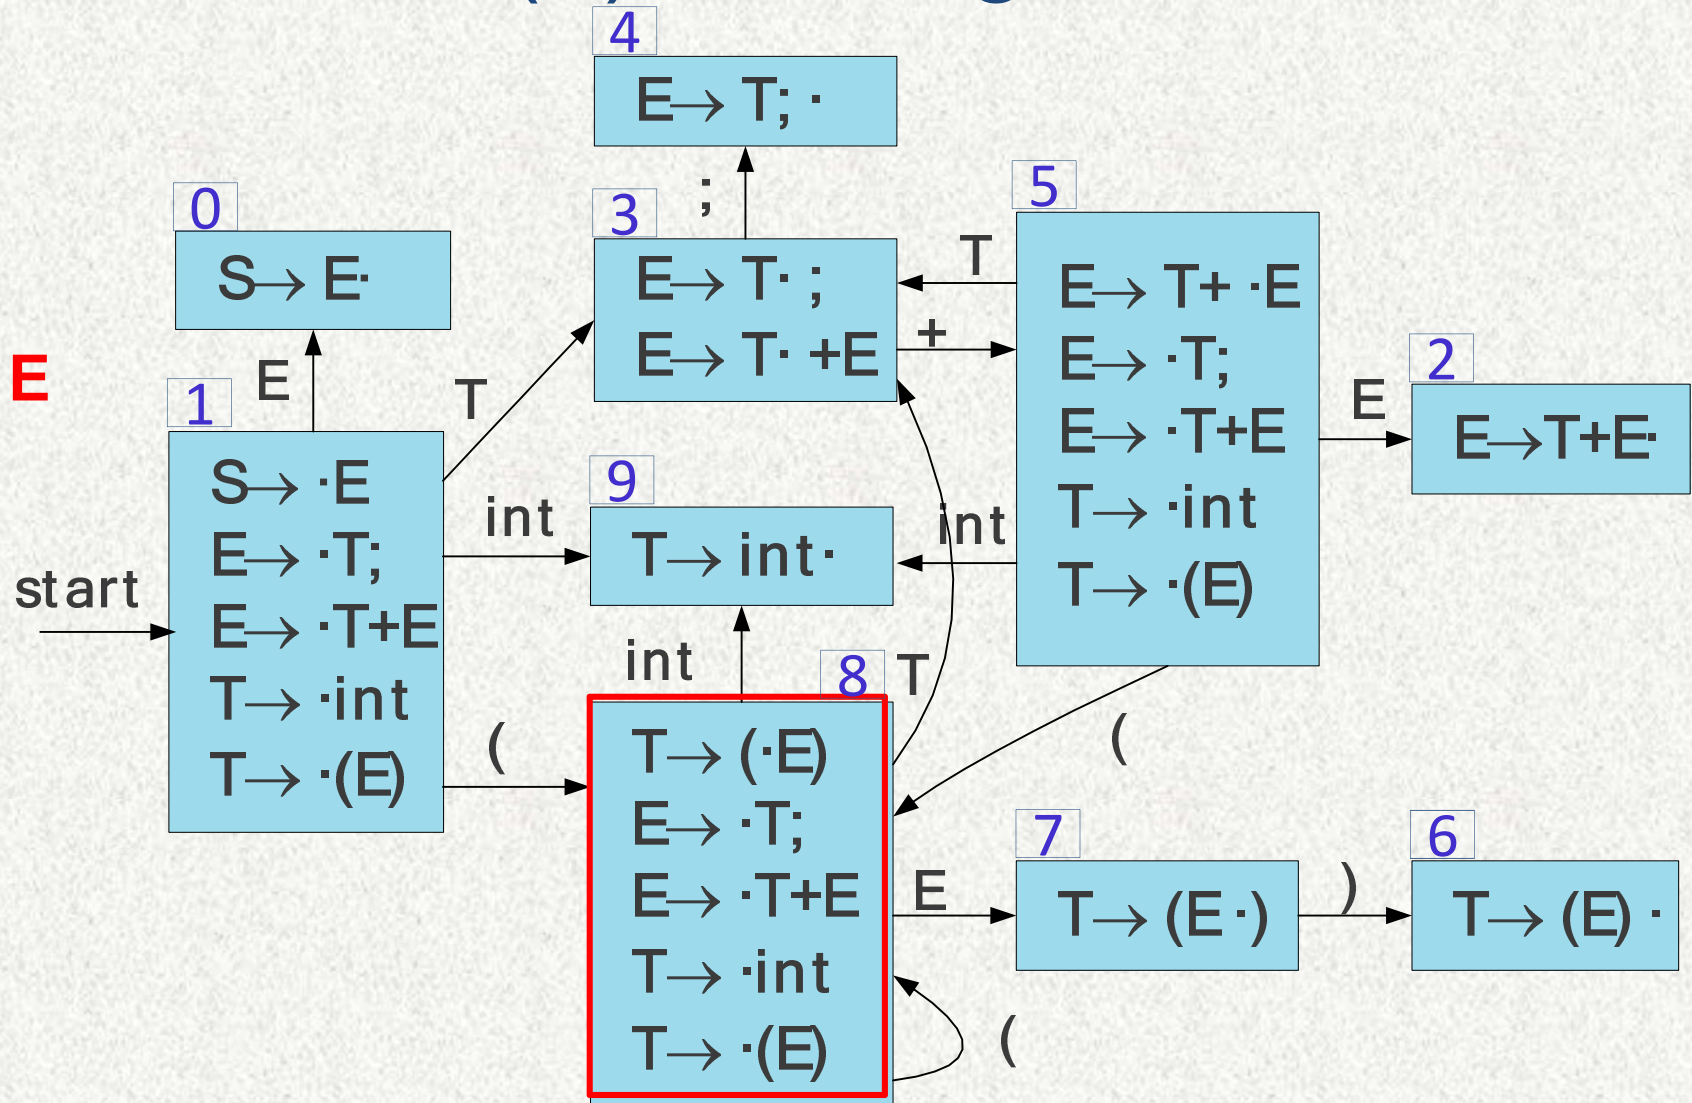 4
E→ T; ·
;
0
S→ E·
3
E→ T· ;
E→ T· +E
T
+
5
E→ T+ ·E
E→ ·T;
E→ ·T+E
T→ ·int
T→ ·(E)
E
2
E→T+E·
E
1
E
T
S→ ·E
E→ ·T;
E→ ·T+E
T→ ·int
T→ ·(E)
start
int
9
T→ int·
int
int
8
T
(
T→ (·E)
E→ ·T;
E→ ·T+E
T→ ·int
T→ ·(E)
(
E
7
T→ (E ·)
)
6
T→ (E) ·
(